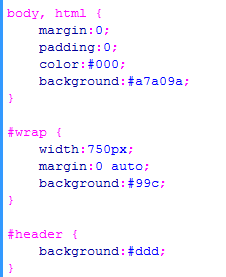 body, html {
    margin:0;
    padding:0;
    color:#000;
    background:#a7a09a;
}

#wrap {
    width:750px;
    margin:0 auto;
    background:#99c;
}

#header {
    background:#ddd;
}